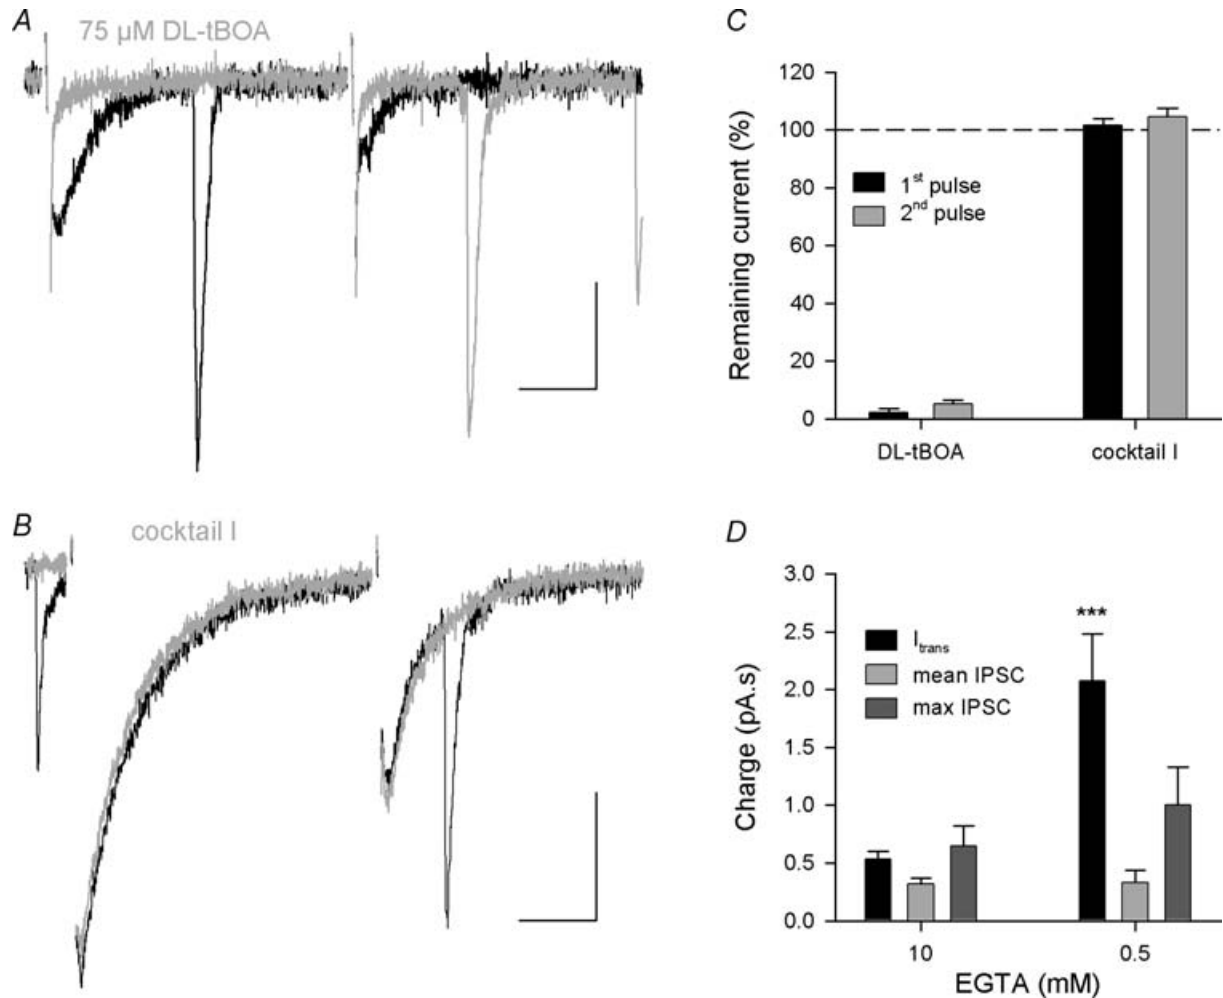 A
75 µM DL-tBOA
B
cocktail I
C
Remaining current (%)
120
100
80
60
40
20
0
1st pulse
2nd pulse
DL-tBOA
cocktail I
D
Charge (pA.s)
3.0
2.5
2.0
1.5
1.0
0.5
0.0
Itrans
mean IPSC
max IPSC
***
10
0.5
EGTA (mM)